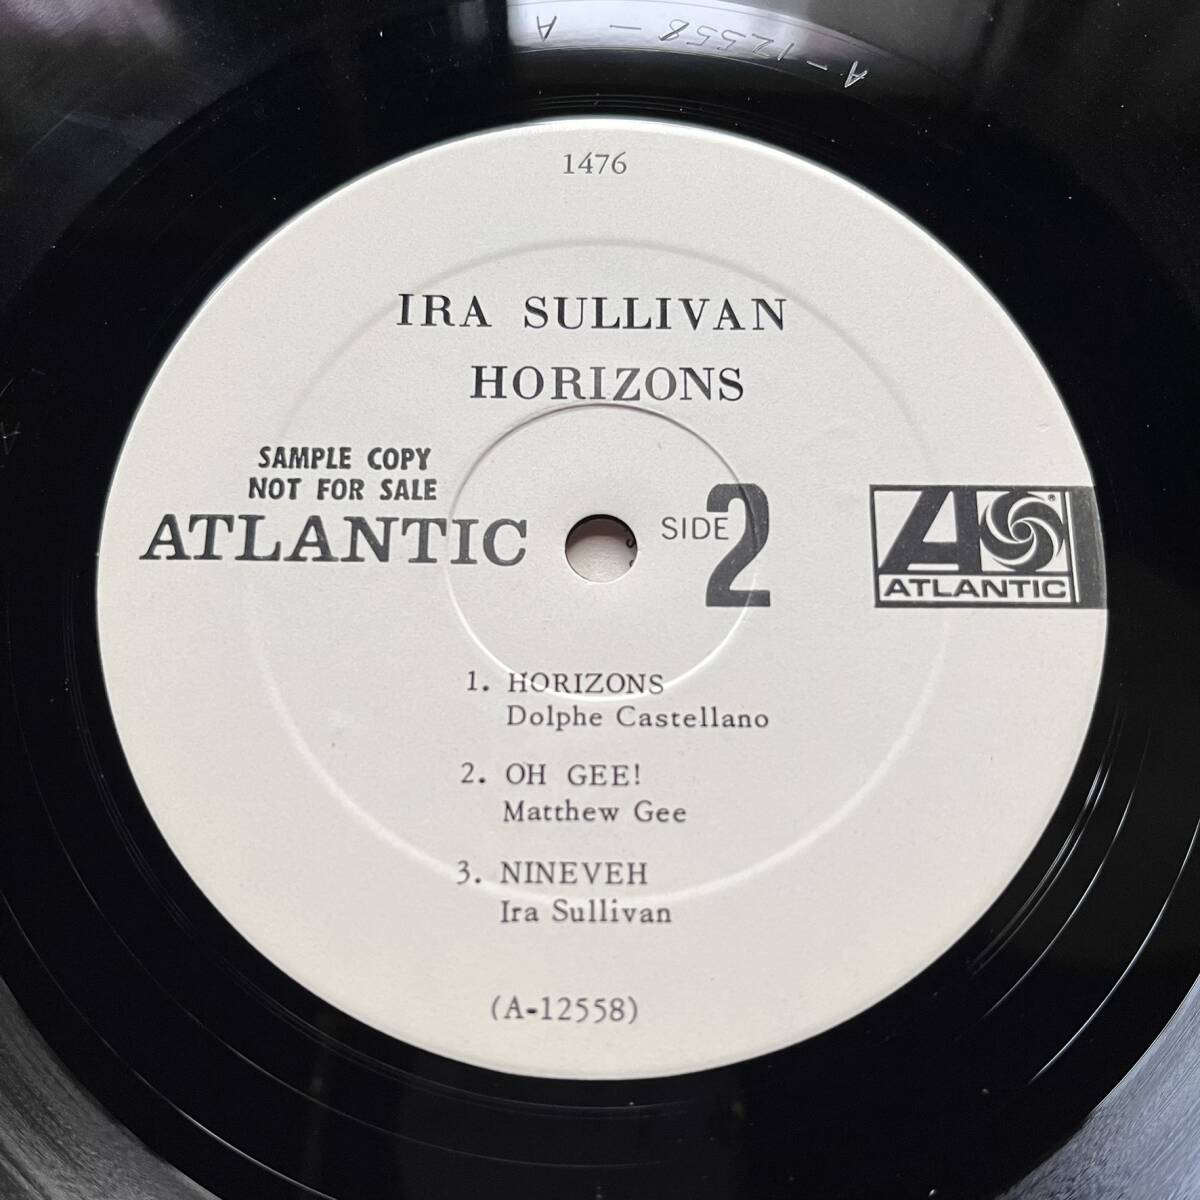 A-12558-A
1476
IRA SULLIVAN
HORIZONS
SAMPLE COPY
NOT FOR SALE
ATLANTIC
SIDE 2
A
®
ATLANTIC
1. HORIZONS
Dolphe Castellano
2. OH GEE!
Matthew Gee
3. NINEVEH
Ira Sullivan
(A-12558)